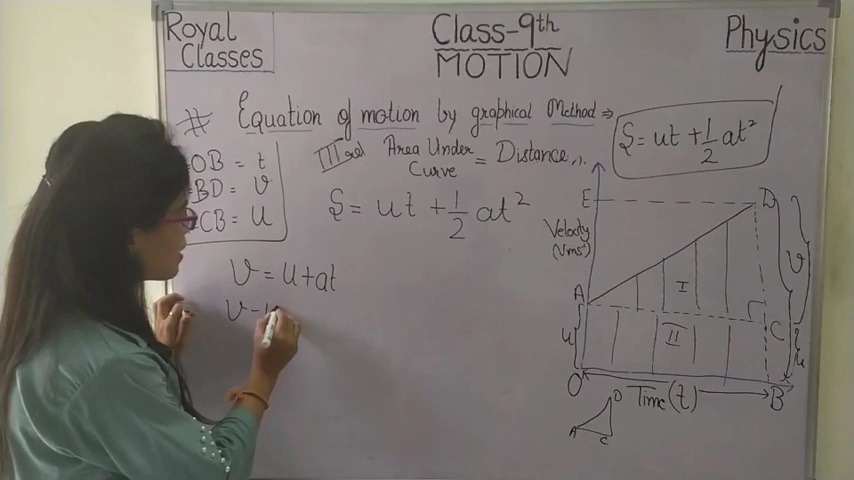 Royal
Classes
Class-9th
MOTION
Physics
# Equation of motion by graphical Method ⇒
S = ut + 1/2 at²
OB = t
BD = v
CB = u
IIIrd Area Under Curve = Distance
S = ut + 1/2 at²
v = u + at
v - u
E
D
Velocity
(Vms⁻¹)
A
I
II
C
u
v
u
O
Time (t)
B
D
A
C